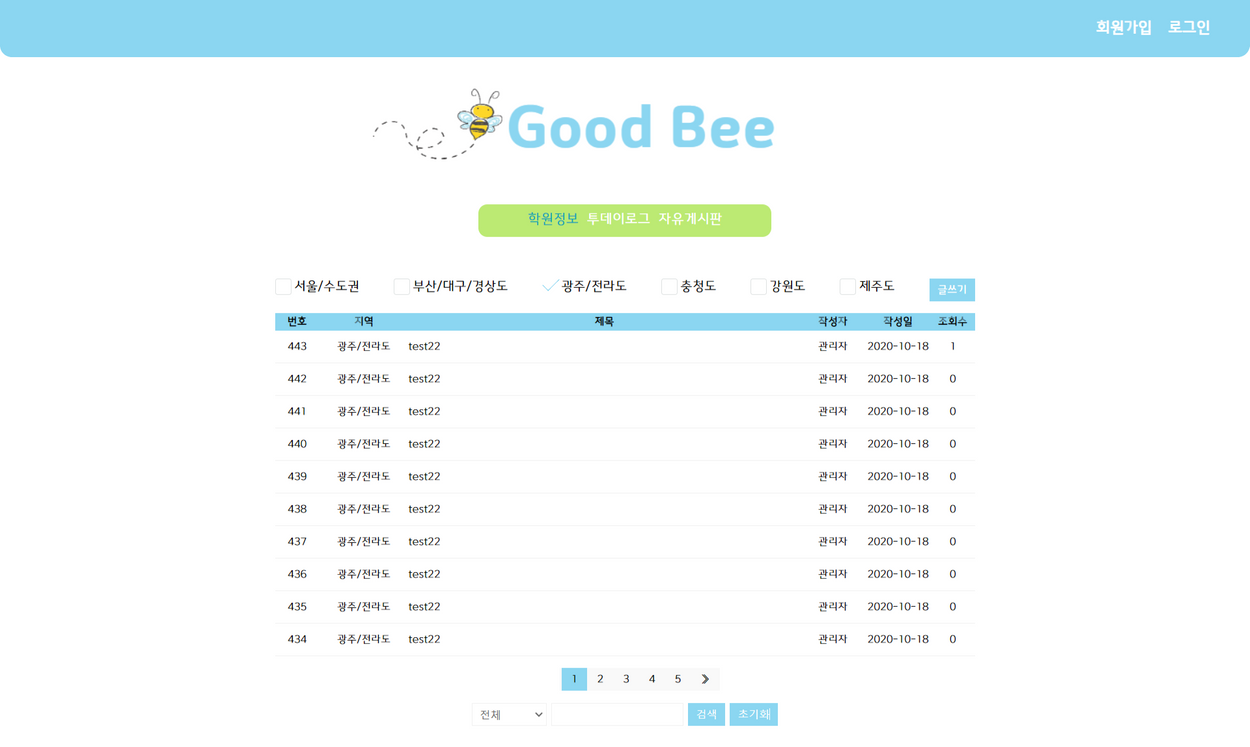 회원가입 로그인
Good Bee
학원정보 투데이로그 자유게시판
서울/수도권 부산/대구/경상도 광주/전라도 충청도 강원도 제주도 글쓰기
번호 지역 제목 작성자 작성일 조회수
443 광주/전라도 test22 관리자 2020-10-18 1
442 광주/전라도 test22 관리자 2020-10-18 0
441 광주/전라도 test22 관리자 2020-10-18 0
440 광주/전라도 test22 관리자 2020-10-18 0
439 광주/전라도 test22 관리자 2020-10-18 0
438 광주/전라도 test22 관리자 2020-10-18 0
437 광주/전라도 test22 관리자 2020-10-18 0
436 광주/전라도 test22 관리자 2020-10-18 0
435 광주/전라도 test22 관리자 2020-10-18 0
434 광주/전라도 test22 관리자 2020-10-18 0
1 2 3 4 5 »
전체 검색 초기화